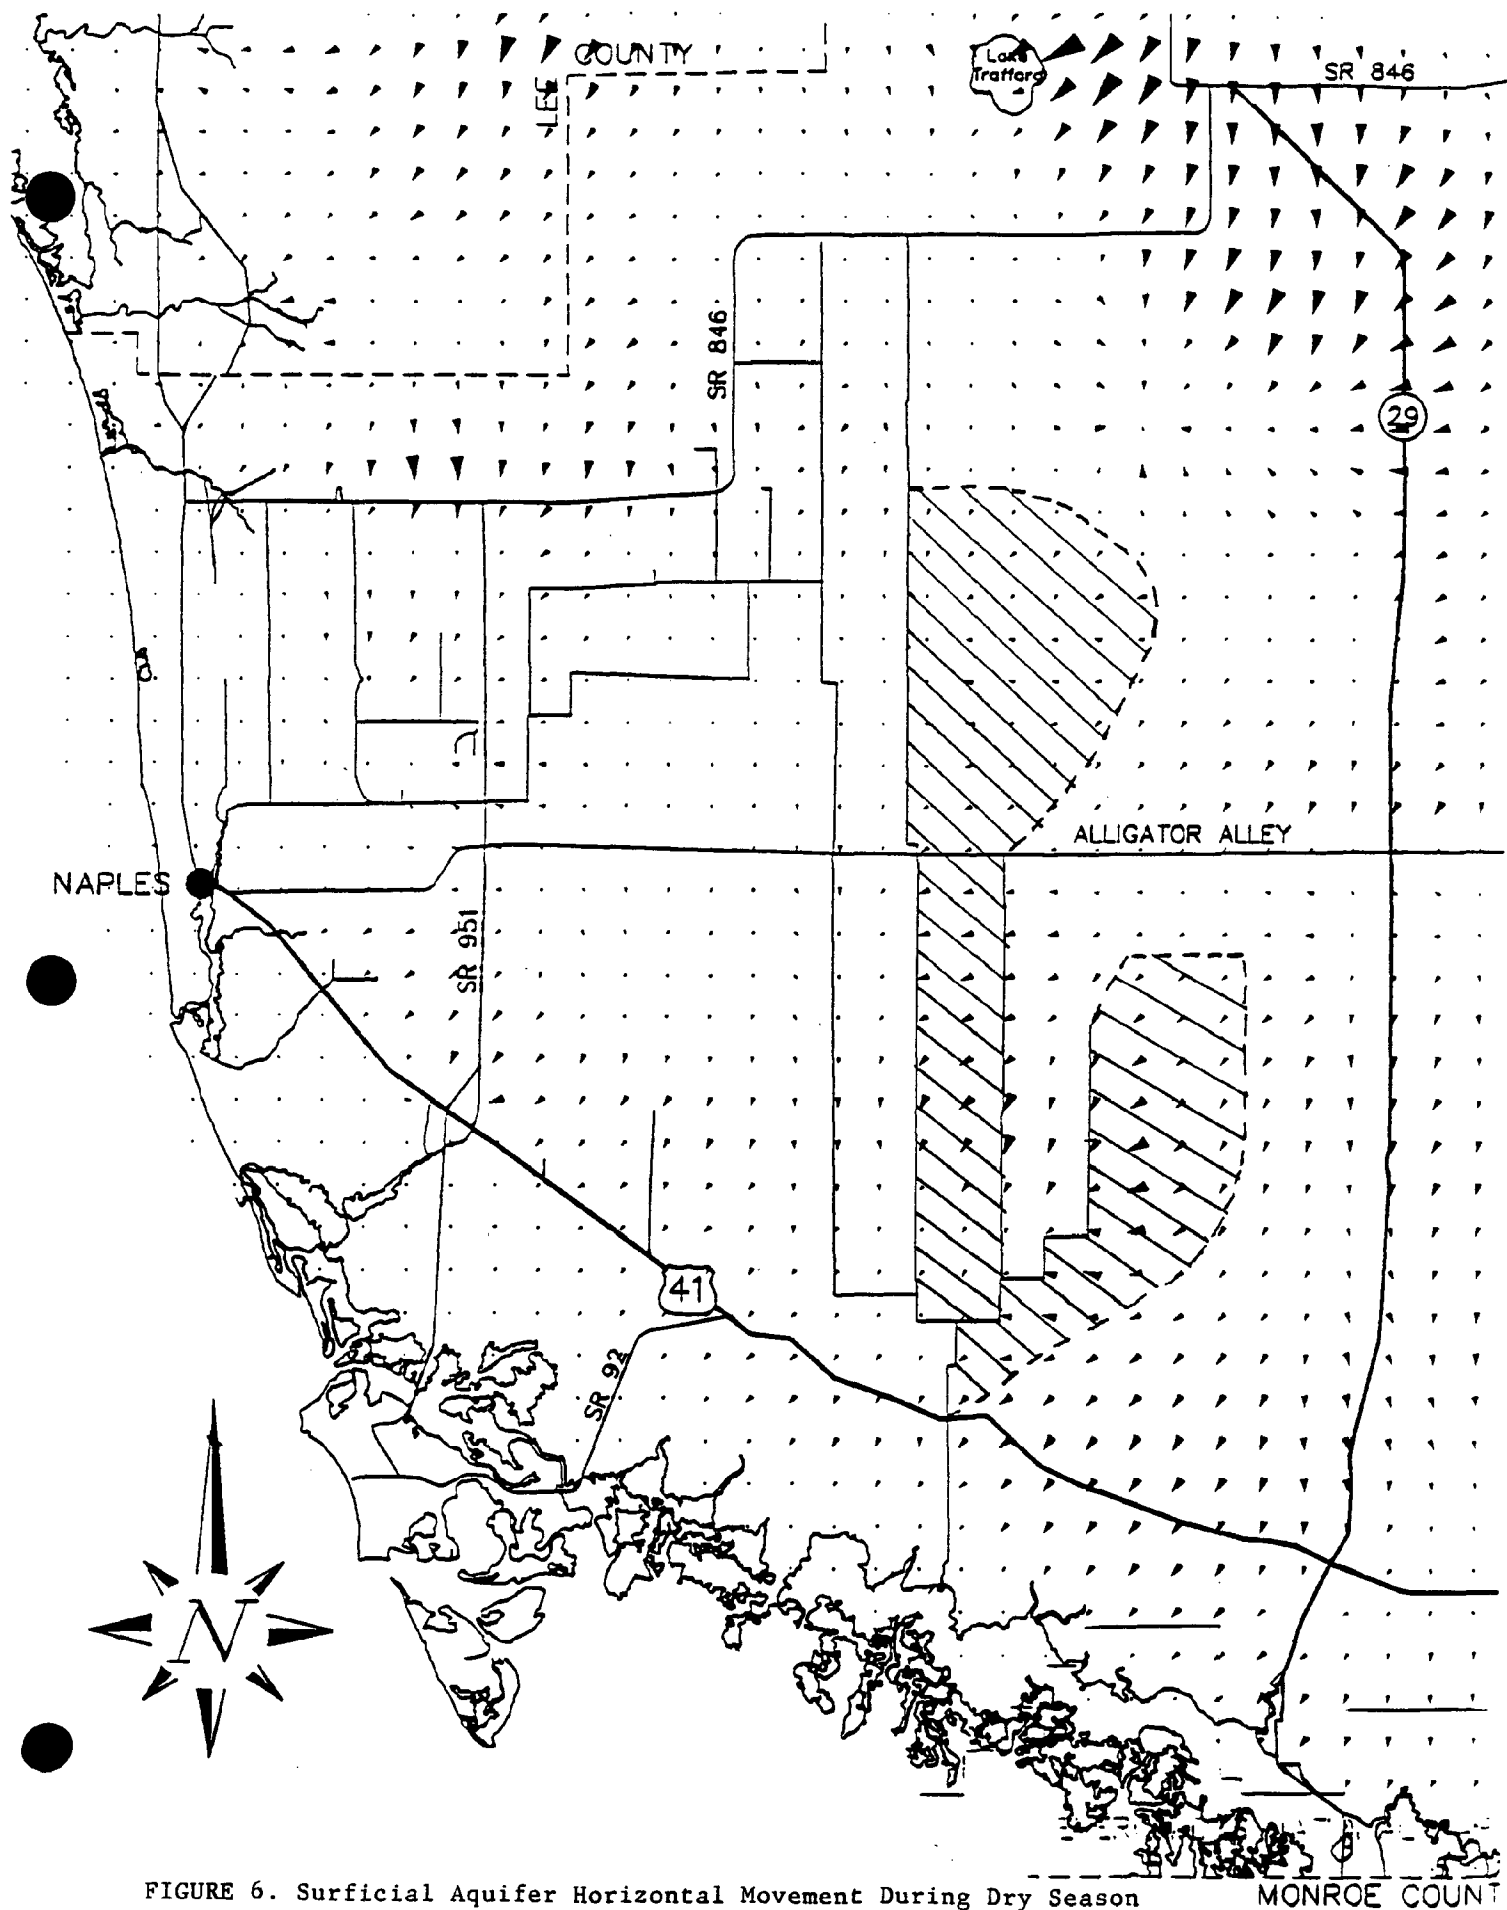 COUNTY
LEE
Lake
Trafford
SR 846
SR 846
29
ALLIGATOR ALLEY
NAPLES
SR 951
41
SR 92
N
FIGURE 6. Surficial Aquifer Horizontal Movement During Dry Season
MONROE COUNT